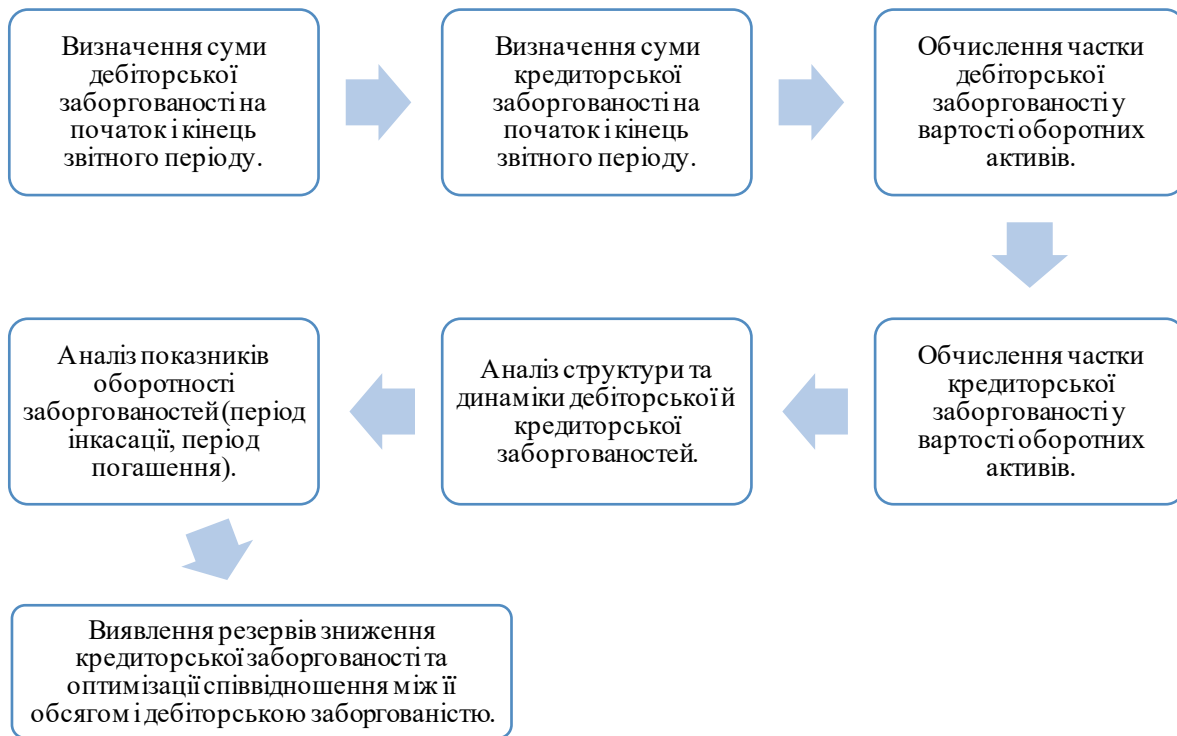 Визначення суми
дебіторської
заборгованості на
початок і кінець
звітного періоду.
Визначення суми
кредиторської
заборгованості на
початок і кінець
звітного періоду.
Обчислення частки
дебіторської
заборгованості у
вартості оборотних
активів.
Обчислення частки
кредиторської
заборгованості у
вартості оборотних
активів.
Аналіз структури та
динаміки дебіторської й
кредиторської
заборгованостей.
Аналіз показників
оборотності
заборгованостей (період
інкасації, період
погашення).
Виявлення резервів зниження
кредиторської заборгованості та
оптимізації співвідношення між її
обсягом і дебіторською заборгованістю.